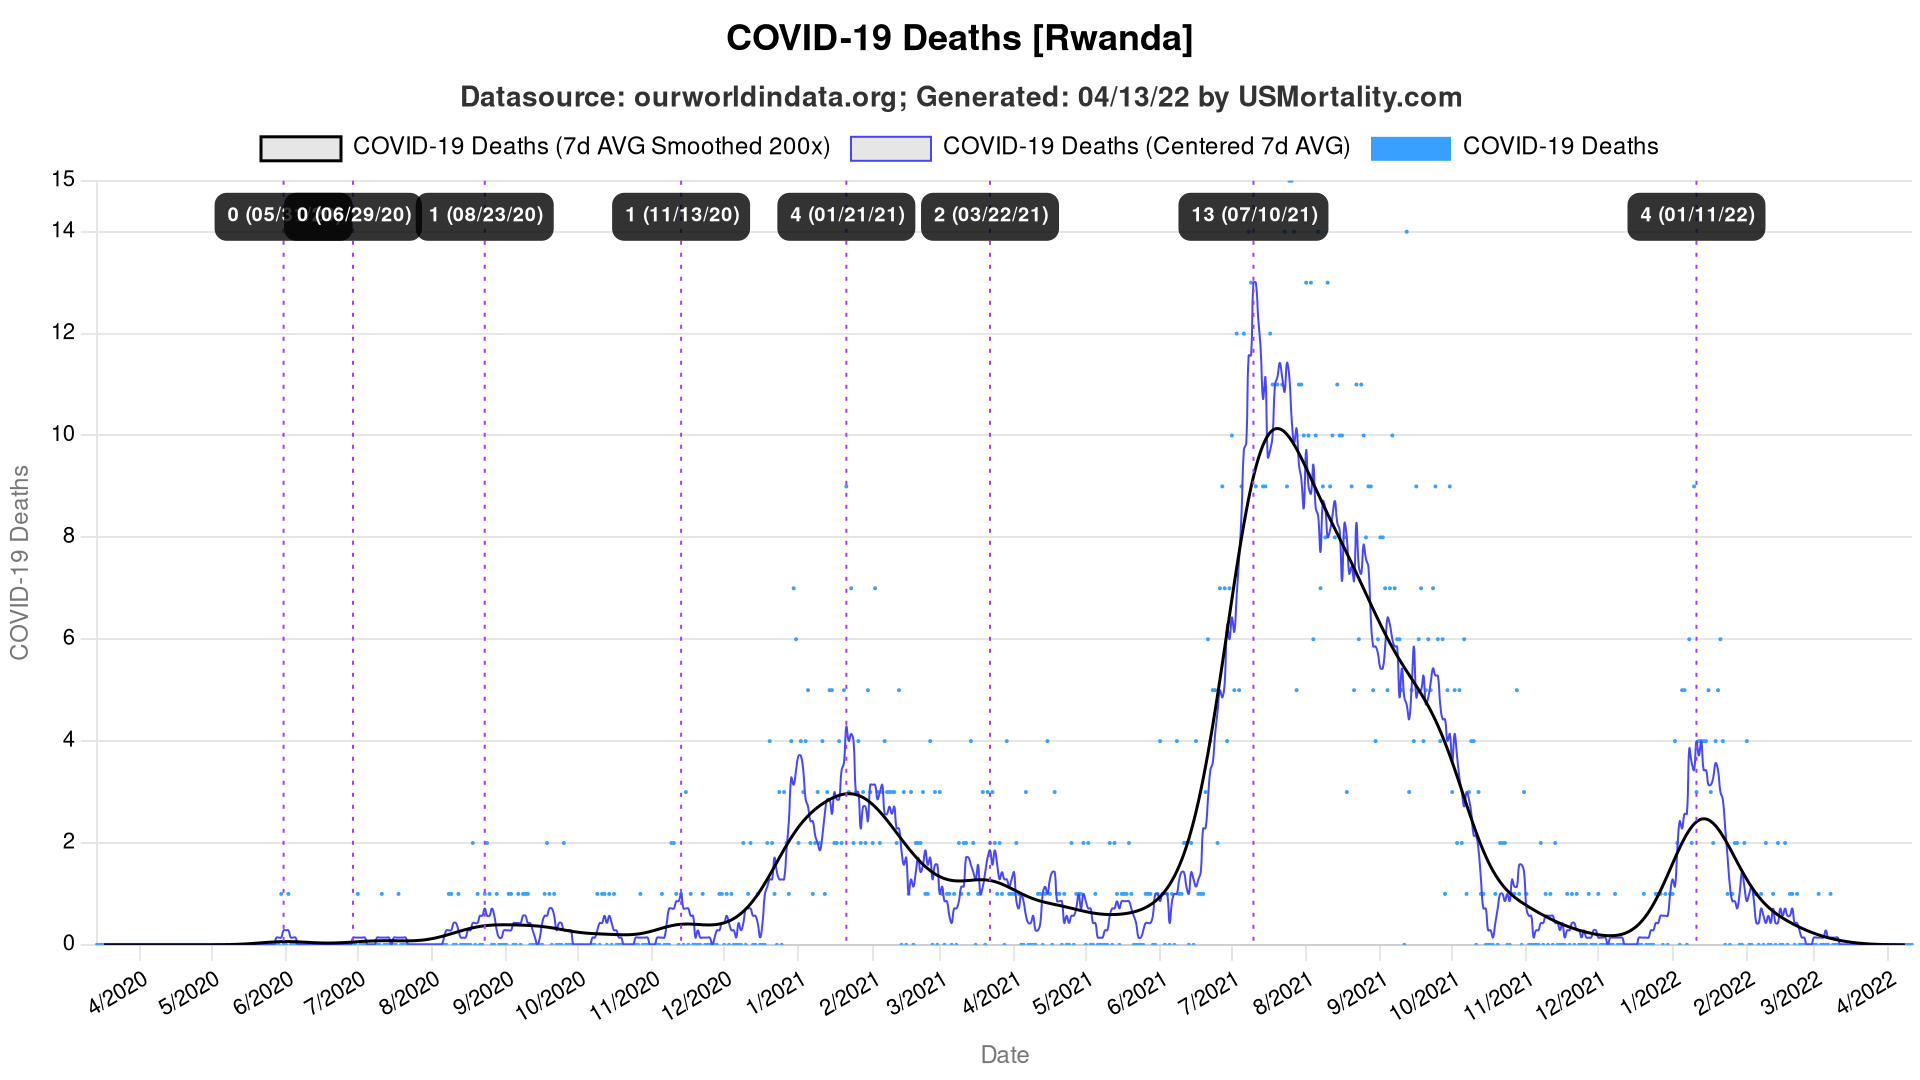 COVID-19 Deaths [Rwanda]
Datasource: ourworldindata.org; Generated: 04/13/22 by USMortality.com
COVID-19 Deaths (7d AVG Smoothed 200x) COVID-19 Deaths (Centered 7d AVG) COVID-19 Deaths
15
0 (05/3 0 (06/29/20) 1 (08/23/20) 1 (11/13/20) 4 (01/21/21) 2 (03/22/21) 13 (07/10/21) 4 (01/11/22)
14
12
10
8
6
4
2
0
COVID-19 Deaths
4/2020 5/2020 6/2020 7/2020 8/2020 9/2020 10/2020 11/2020 12/2020 1/2021 2/2021 3/2021 4/2021 5/2021 6/2021 7/2021 8/2021 9/2021 10/2021 11/2021 12/2021 1/2022 2/2022 3/2022 4/2022
Date